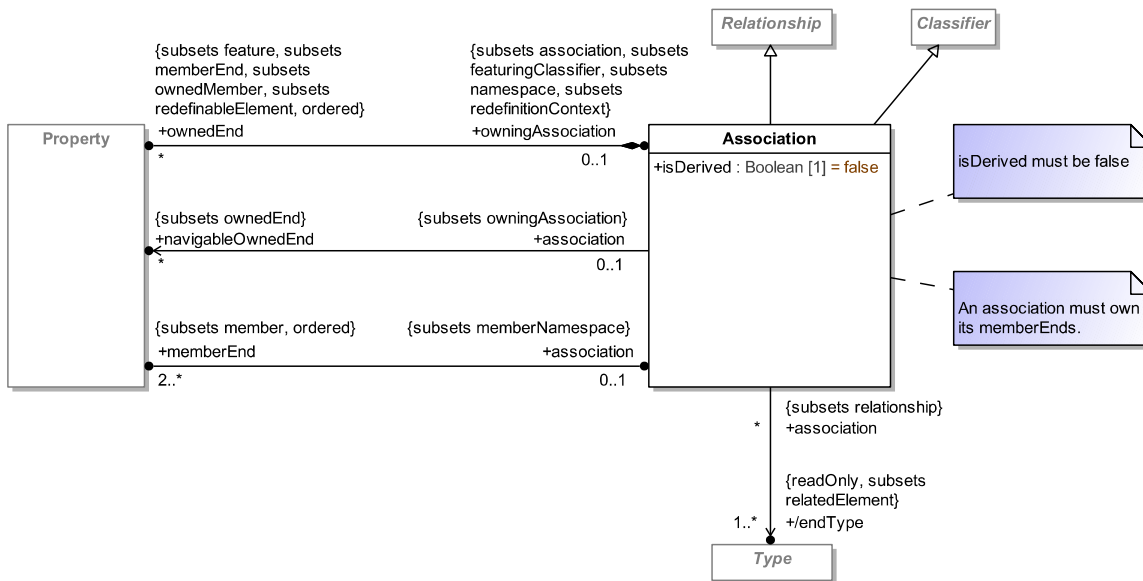 Relationship
Classifier
{subsets feature, subsets
memberEnd, subsets
ownedMember, subsets
redefinableElement, ordered}
+ownedEnd
*
{subsets association, subsets
featuringClassifier, subsets
namespace, subsets
redefinitionContext}
+owningAssociation
0..1
Property
Association
+isDerived : Boolean [1] = false
isDerived must be false
{subsets ownedEnd}
+navigableOwnedEnd
*
{subsets owningAssociation}
+association
0..1
An association must own
its memberEnds.
{subsets member, ordered}
+memberEnd
2..*
{subsets memberNamespace}
+association
0..1
{subsets relationship}
+association
*
{readOnly, subsets
relatedElement}
+/endType
1..*
Type